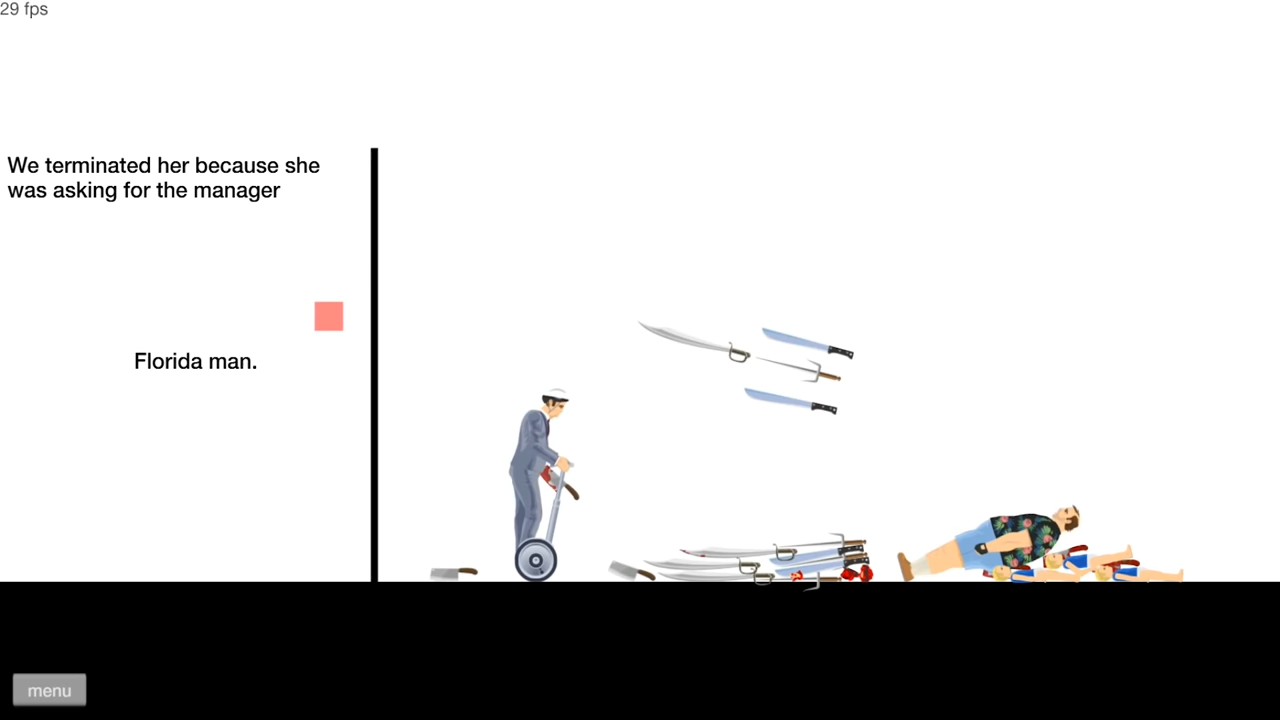 29 fps
We terminated her because she
was asking for the manager
Florida man.
menu